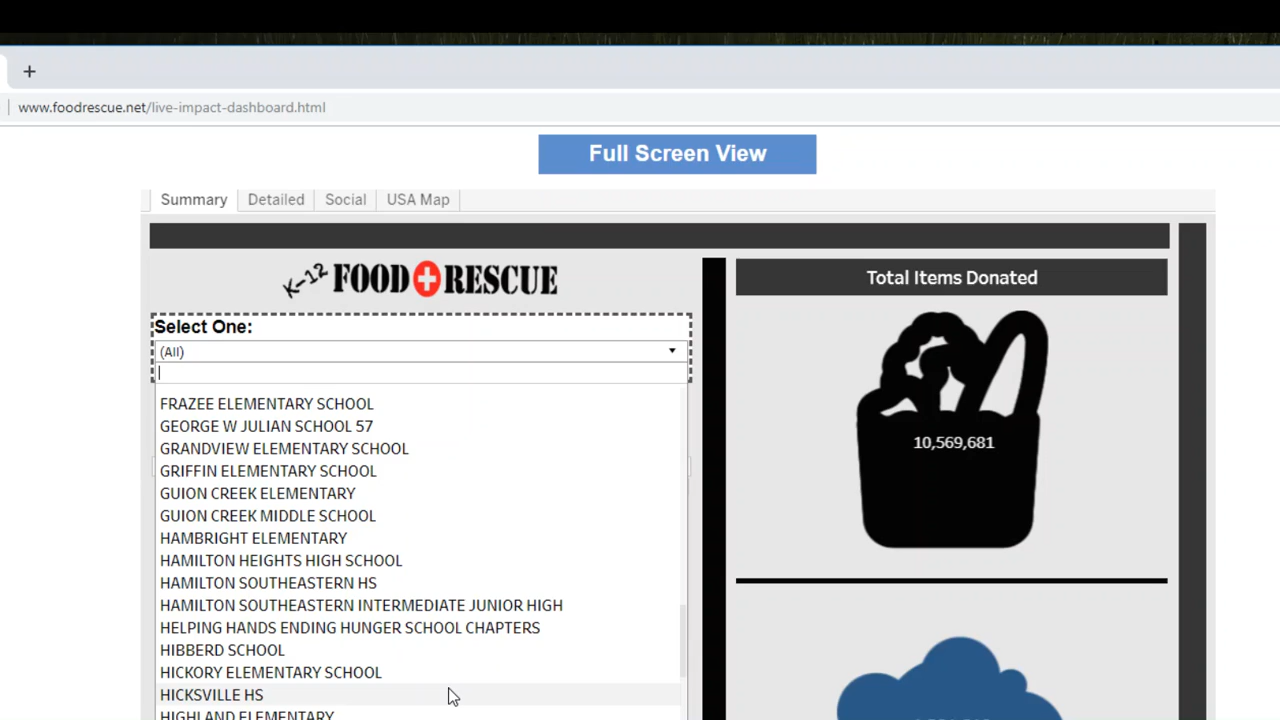 www.foodrescue.net/live-impact-dashboard.html
Full Screen View
Summary Detailed Social USA Map
K-12 FOOD RESCUE
Total Items Donated
Select One:
(All)
FRAZEE ELEMENTARY SCHOOL
GEORGE W JULIAN SCHOOL 57
GRANDVIEW ELEMENTARY SCHOOL
10,569,681
GRIFFIN ELEMENTARY SCHOOL
GUION CREEK ELEMENTARY
GUION CREEK MIDDLE SCHOOL
HAMBRIGHT ELEMENTARY
HAMILTON HEIGHTS HIGH SCHOOL
HAMILTON SOUTHEASTERN HS
HAMILTON SOUTHEASTERN INTERMEDIATE JUNIOR HIGH
HELPING HANDS ENDING HUNGER SCHOOL CHAPTERS
HIBBERD SCHOOL
HICKORY ELEMENTARY SCHOOL
HICKSVILLE HS
HIGHLAND ELEMENTARY